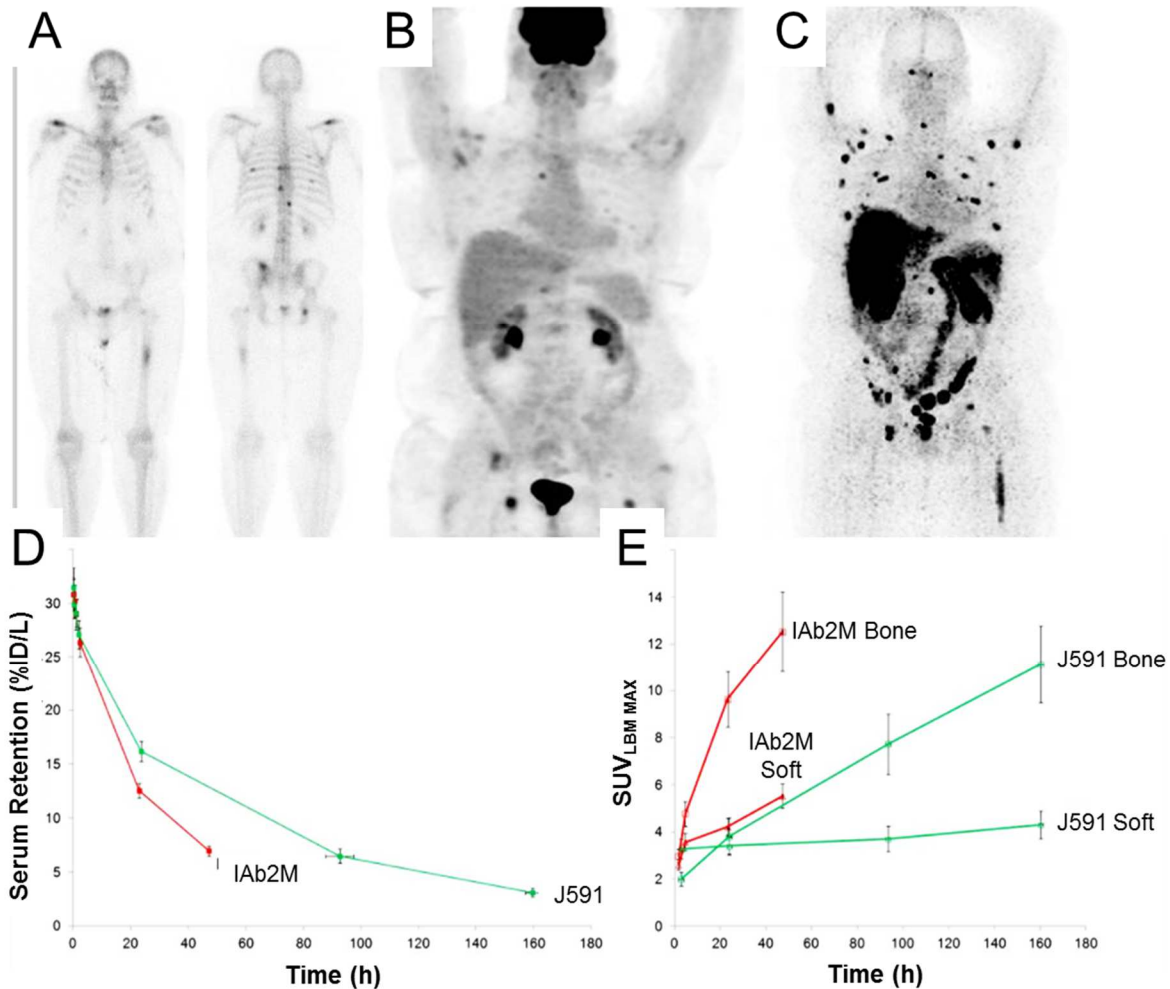 A
B
C
D
Serum Retention (%ID/L)
30
25
20
15
10
5
0
0 20 40 60 80 100 120 140 160 180
Time (h)
IAb2M
J591
E
SUVLBM MAX
14
12
10
8
6
4
2
0
0 20 40 60 80 100 120 140 160 180
Time (h)
IAb2M Bone
J591 Bone
IAb2M
Soft
J591 Soft